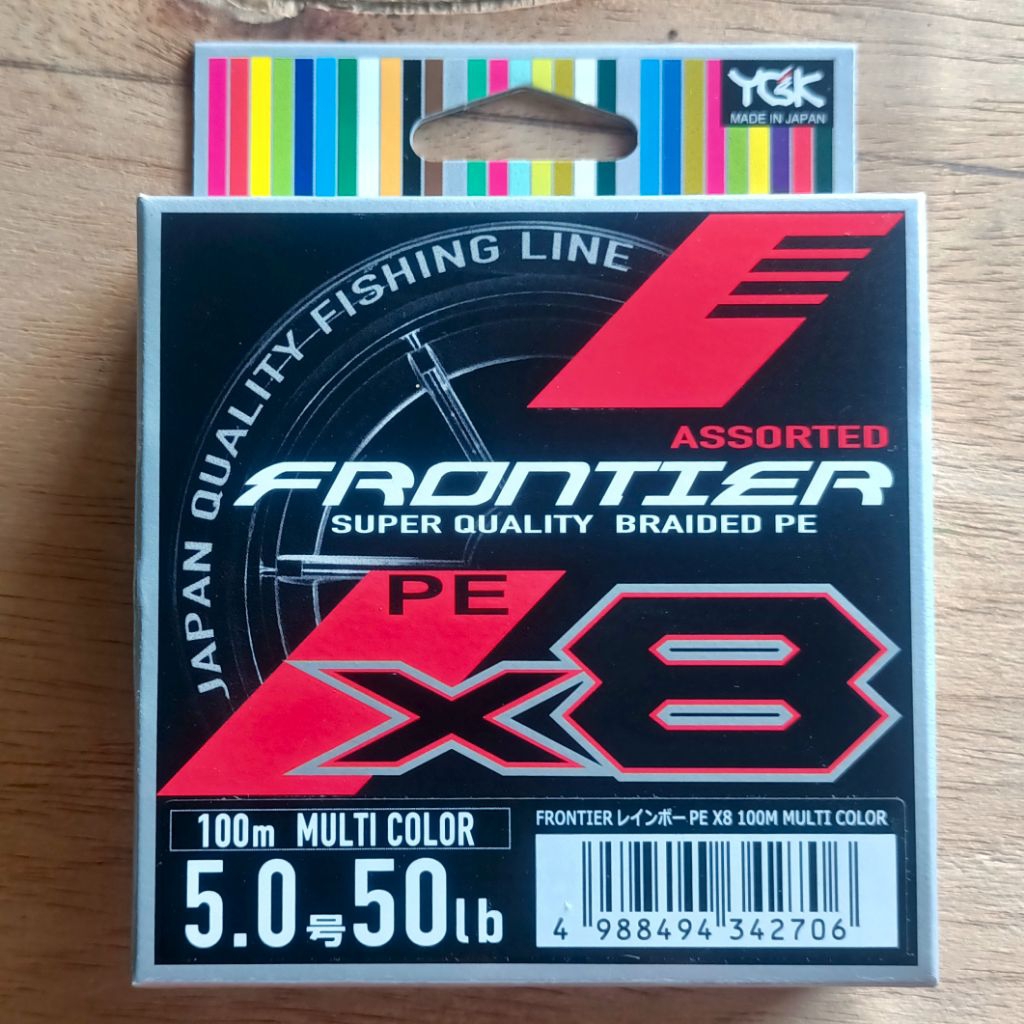 YGK
MADE IN JAPAN
JAPAN QUALITY FISHING LINE
ASSORTED
FRONTIER
SUPER QUALITY BRAIDED PE
PE
X8
100m MULTI COLOR
5.0号50lb
FRONTIER レインボー PE X8 100M MULTI COLOR
4 988494 342706